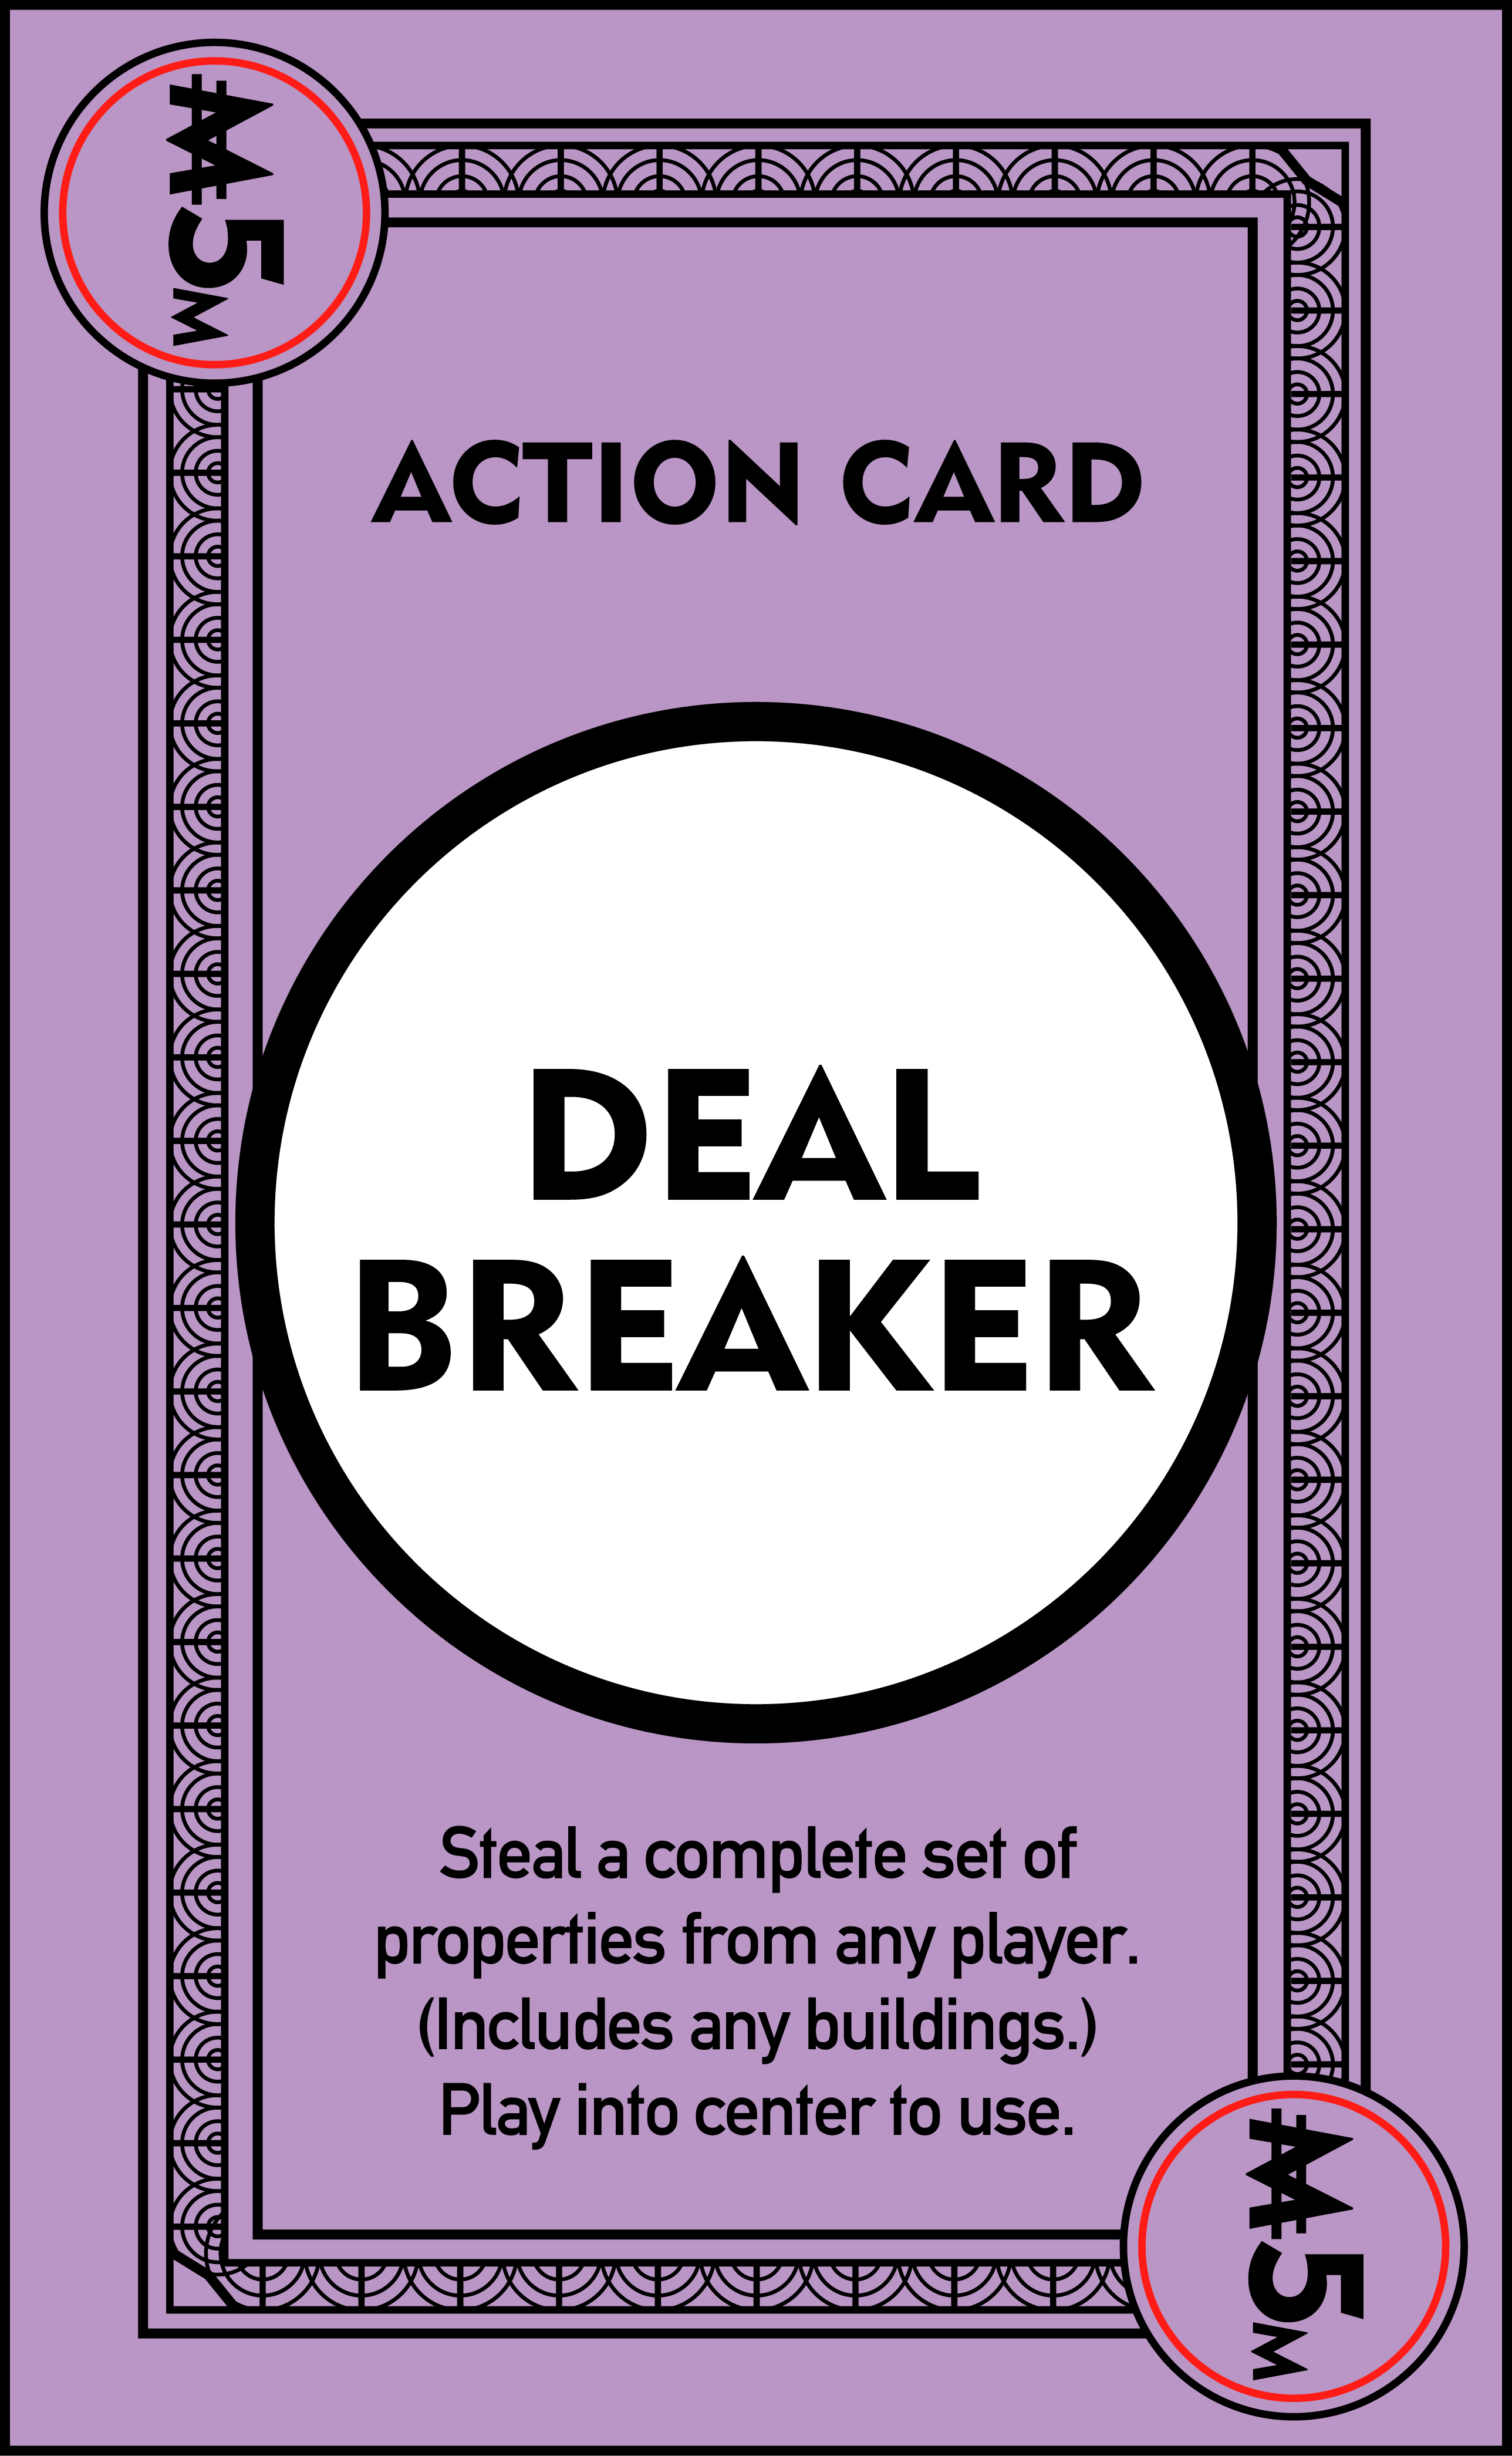 ₩5M
ACTION CARD
DEAL
BREAKER
Steal a complete set of
properties from any player.
(Includes any buildings.)
Play into center to use.
₩5M